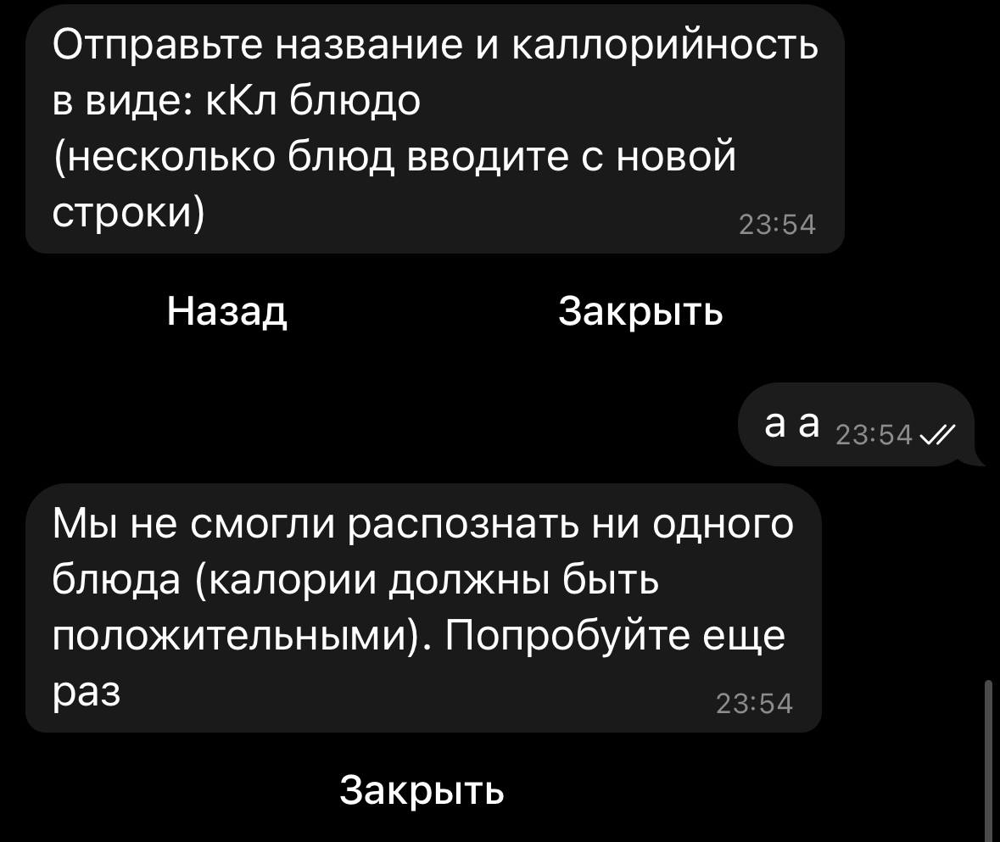 Отправьте название и каллорийность
в виде: кКл блюдо
(несколько блюд вводите с новой
строки)
23:54
Назад
Закрыть
а а 23:54
Мы не смогли распознать ни одного
блюда (калории должны быть
положительными). Попробуйте еще
раз
23:54
Закрыть